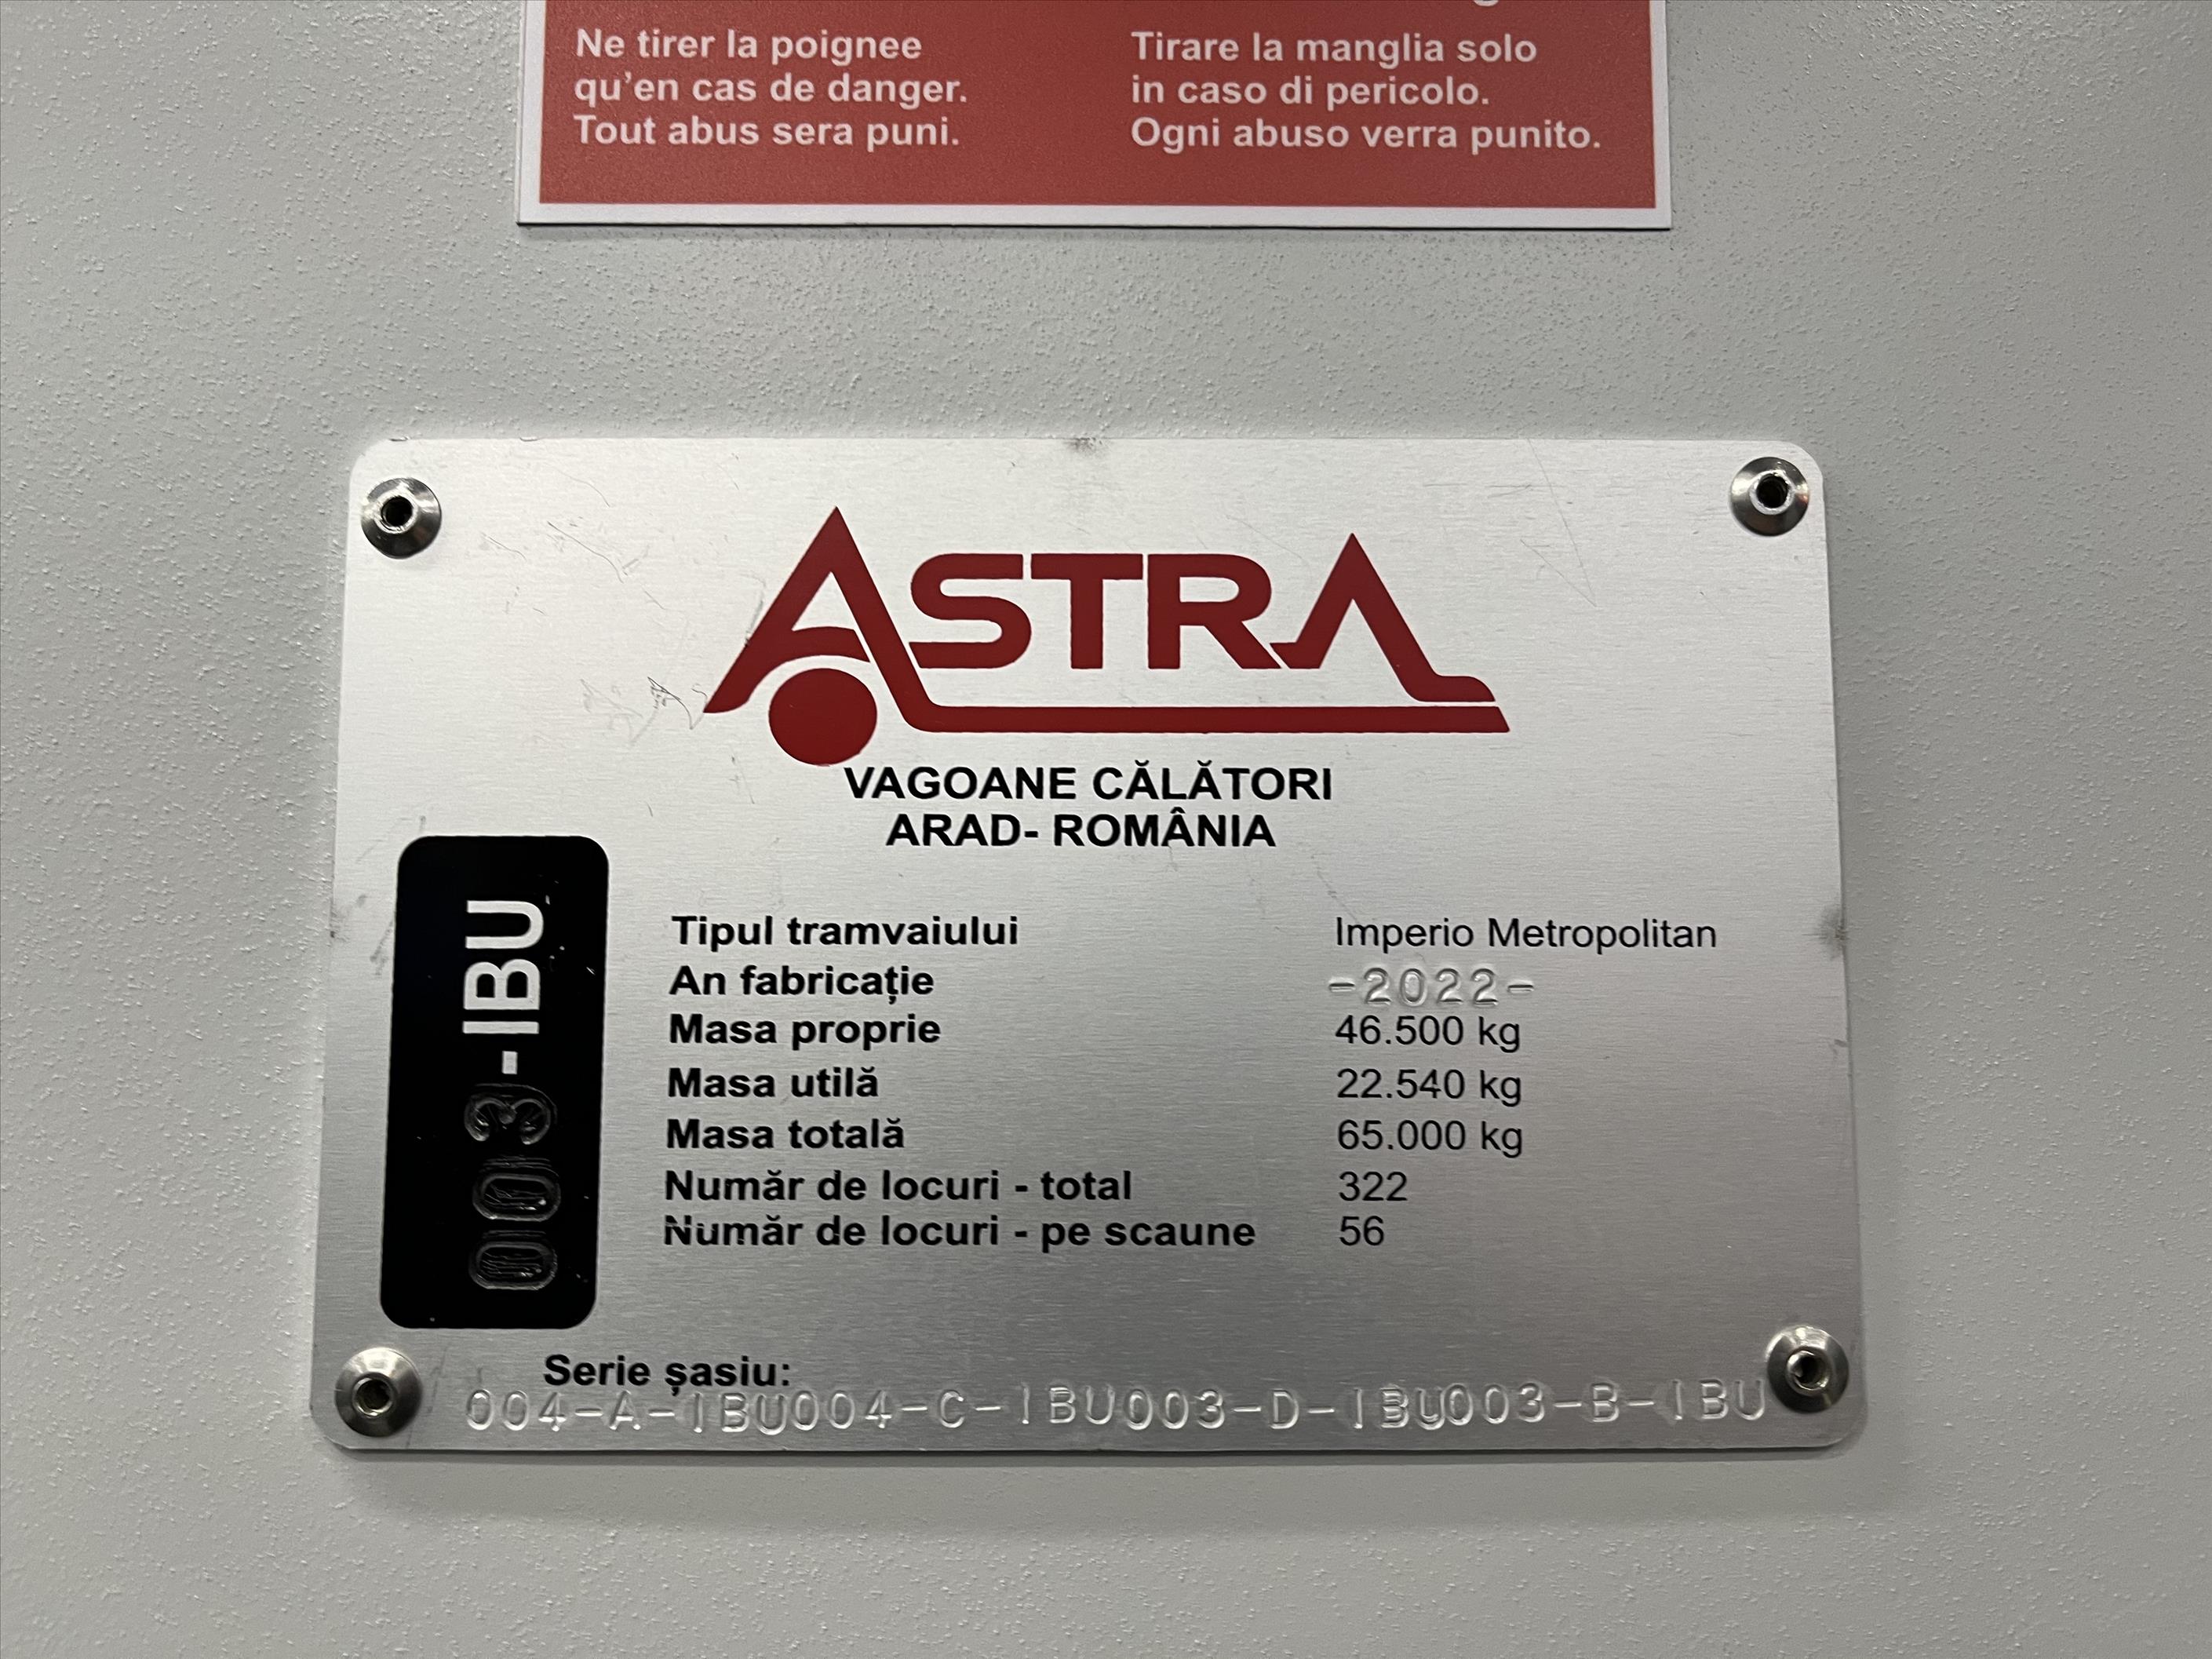 Ne tirer la poignee
qu'en cas de danger.
Tout abus sera puni.
Tirare la manglia solo
in caso di pericolo.
Ogni abuso verra punito.
ASTRA
VAGOANE CĂLĂTORI
ARAD- ROMÂNIA
003-IBU
Tipul tramvaiului Imperio Metropolitan
An fabricație -2022-
Masa proprie 46.500 kg
Masa utilă 22.540 kg
Masa totală 65.000 kg
Număr de locuri - total 322
Număr de locuri - pe scaune 56
Serie șasiu:
004-A-IBU004-C-IBU003-D-IBU003-B-IBU